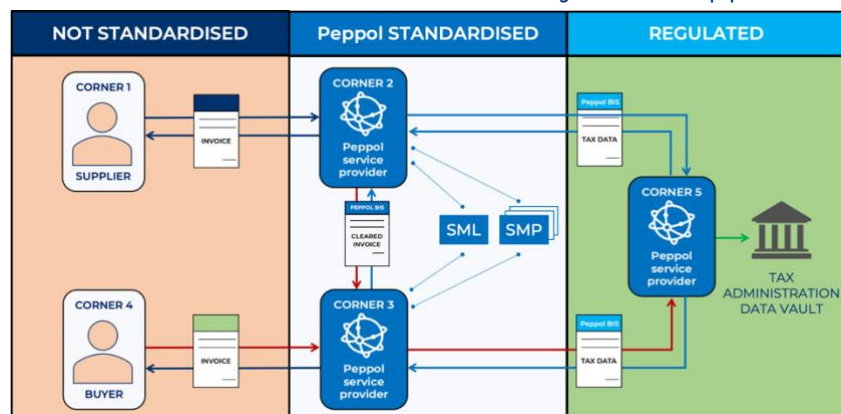 NOT STANDARDISED
Peppol STANDARDISED
REGULATED
CORNER 1
SUPPLIER
INVOICE
CORNER 2
Peppol
service
provider
Peppol BIS
TAX DATA
PEPPOL BIS
CLEARED
INVOICE
SML
SMP
CORNER 5
Peppol
service
provider
TAX
ADMINISTRATION
DATA VAULT
CORNER 4
BUYER
INVOICE
CORNER 3
Peppol
service
provider
Peppol BIS
TAX DATA